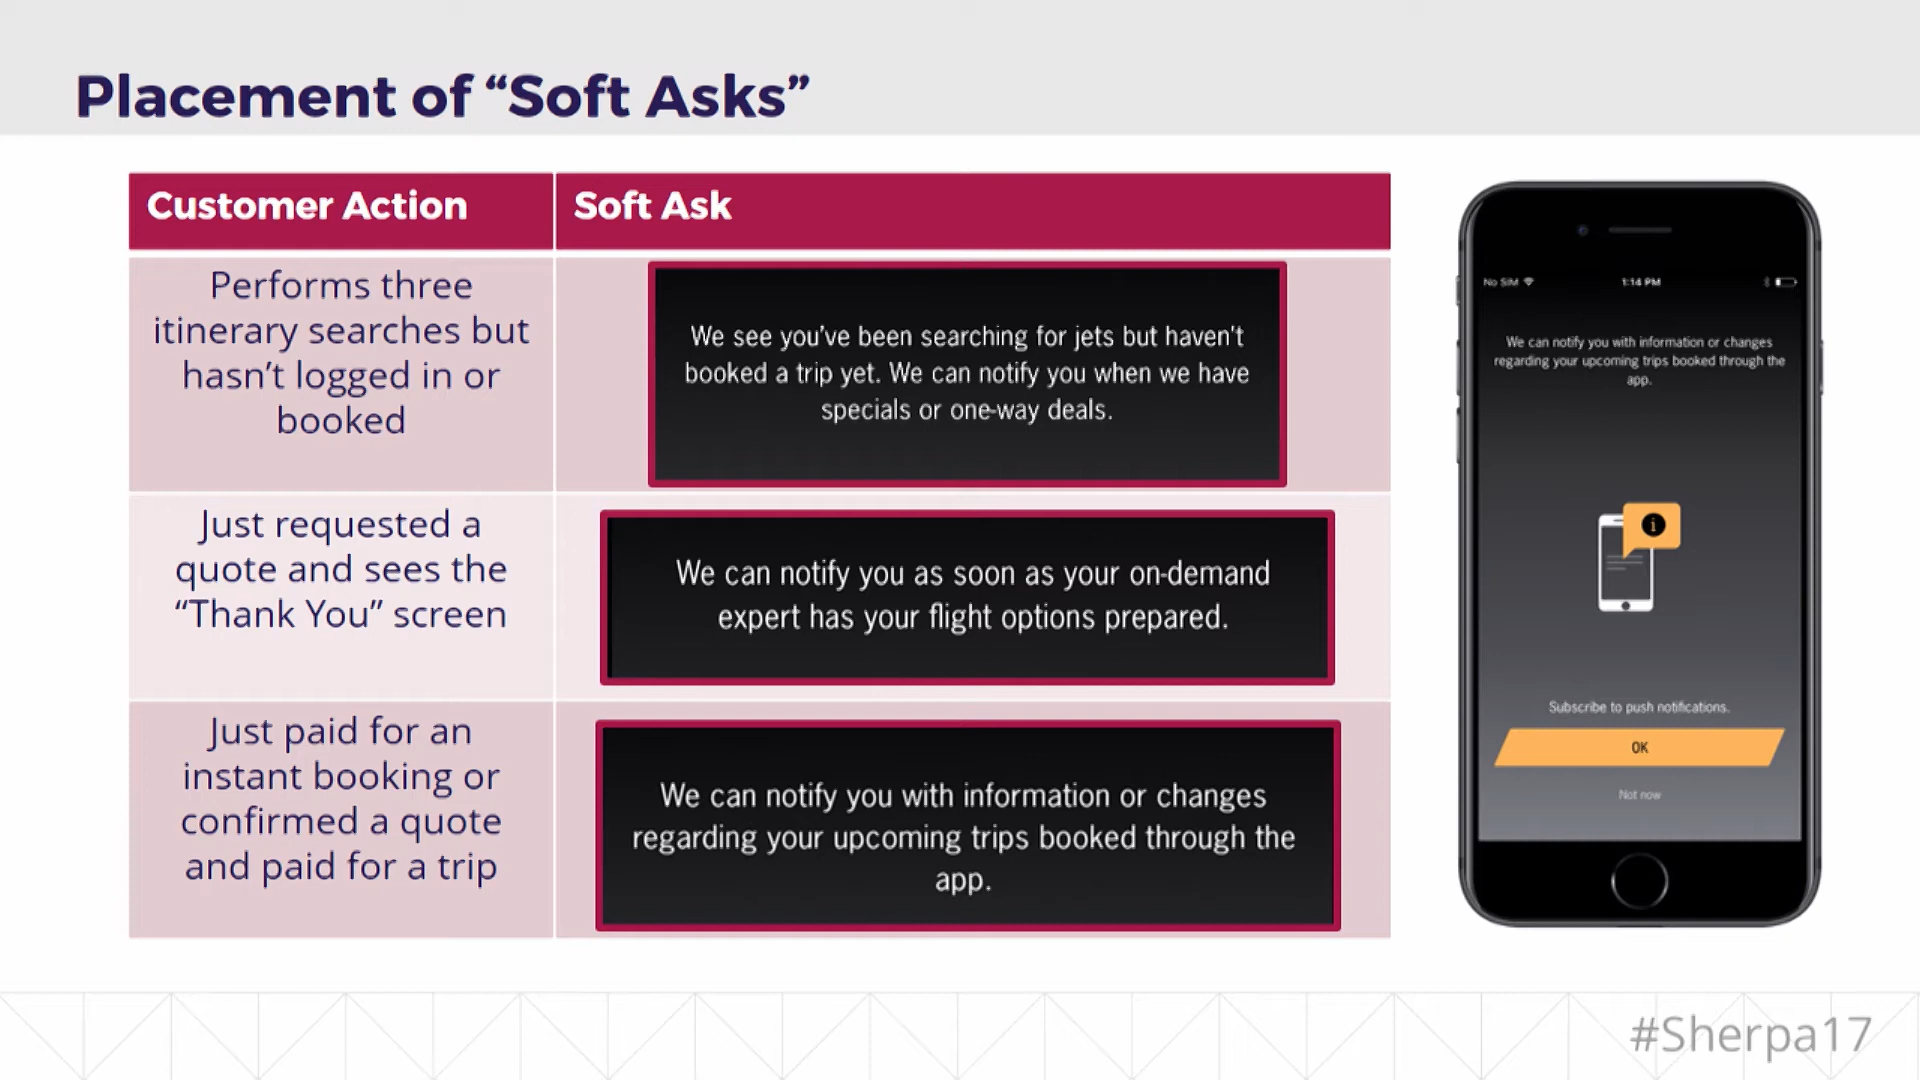 Placement of “Soft Asks”
Customer Action
Soft Ask
Performs three
itinerary searches but
hasn’t logged in or
booked
We see you've been searching for jets but haven't
booked a trip yet. We can notify you when we have
specials or one-way deals.
Just requested a
quote and sees the
“Thank You” screen
We can notify you as soon as your on-demand
expert has your flight options prepared.
Just paid for an
instant booking or
confirmed a quote
and paid for a trip
We can notify you with information or changes
regarding your upcoming trips booked through the
app.
No SIM
1:14 PM
We can notify you with information or changes
regarding your upcoming trips booked through the
app.
i
Subscribe to push notifications.
OK
Not now
#Sherpa17